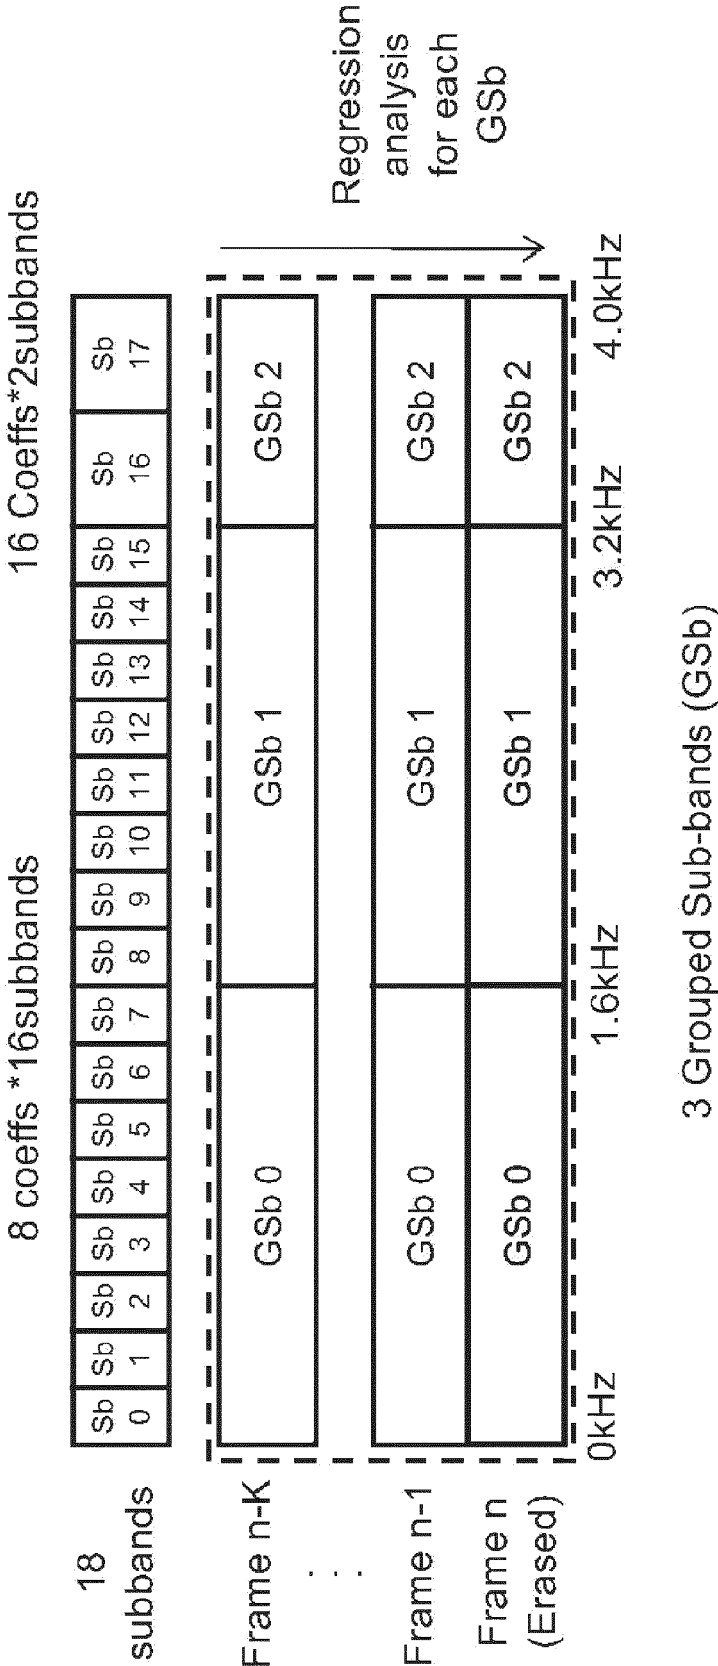 8 coeffs *16subbands
16 Coeffs*2subbands
18
subbands
Sb
0
Sb
1
Sb
2
Sb
3
Sb
4
Sb
5
Sb
6
Sb
7
Sb
8
Sb
9
Sb
10
Sb
11
Sb
12
Sb
13
Sb
14
Sb
15
Sb
16
Sb
17
Frame n-K
GSb 0
GSb 1
GSb 2
. . .
Frame n-1
GSb 0
GSb 1
GSb 2
Frame n
(Erased)
GSb 0
GSb 1
GSb 2
Regression
analysis
for each
GSb
0kHz
1.6kHz
3.2kHz
4.0kHz
3 Grouped Sub-bands (GSb)